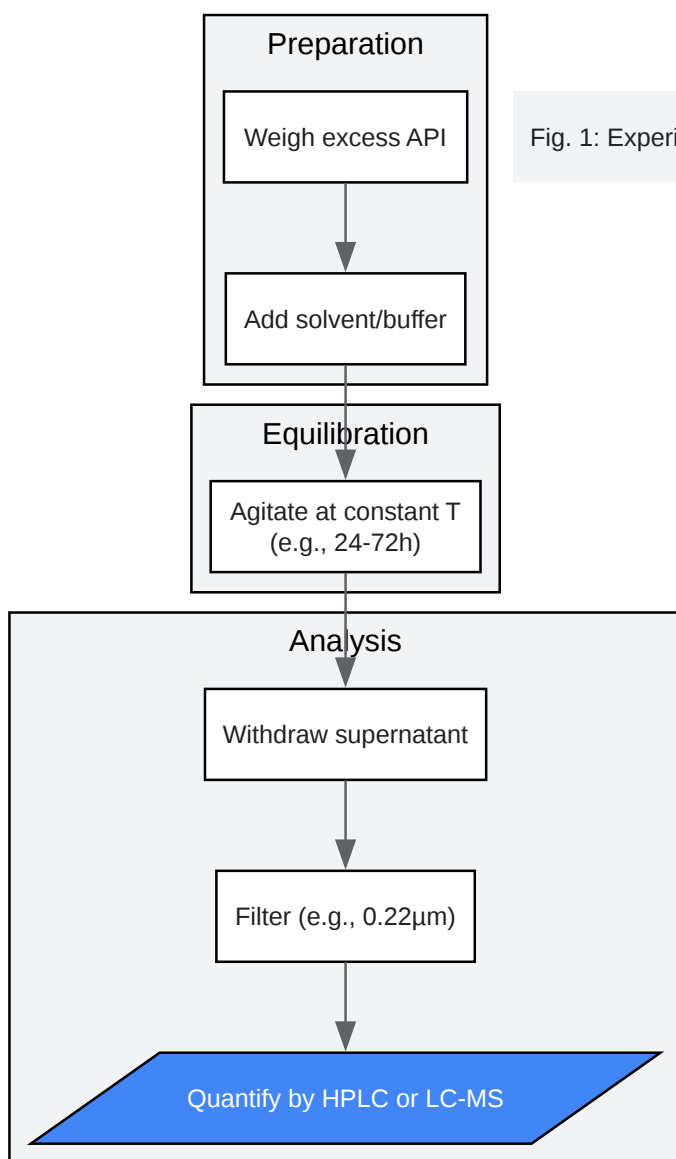 Preparation
Weigh excess API
Fig. 1: Experi
Add solvent/buffer
Equilibration
Agitate at constant T
(e.g., 24-72h)
Analysis
Withdraw supernatant
Filter (e.g., 0.22µm)
Quantify by HPLC or LC-MS